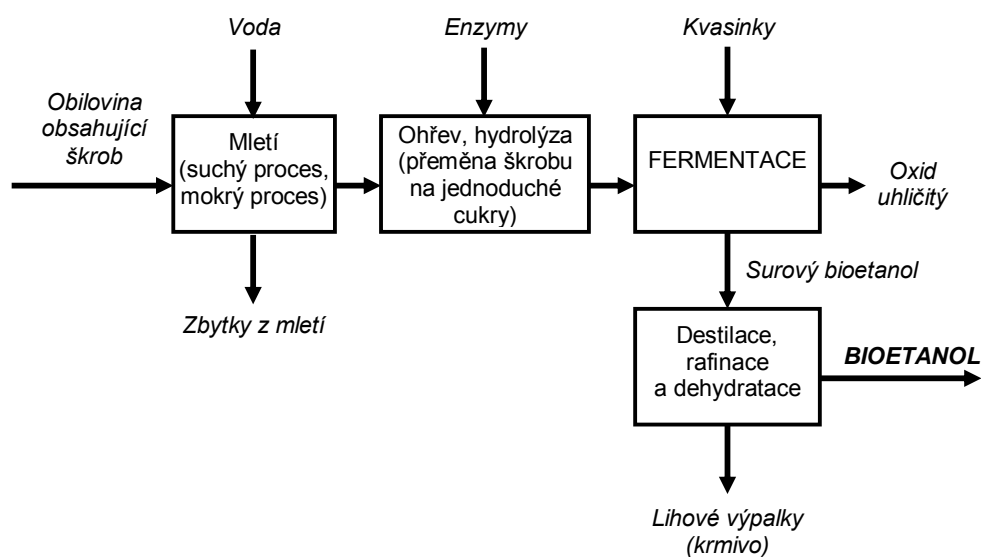 Voda
Enzymy
Kvasinky
Obilovina
obsahující
škrob
Mletí
(suchý proces,
mokrý proces)
Ohřev, hydrolýza
(přeměna škrobu
na jednoduché
cukry)
FERMENTACE
Oxid
uhličitý
Zbytky z mletí
Surový bioetanol
Destilace,
rafinace
a dehydratace
BIOETANOL
Lihové výpalky
(krmivo)